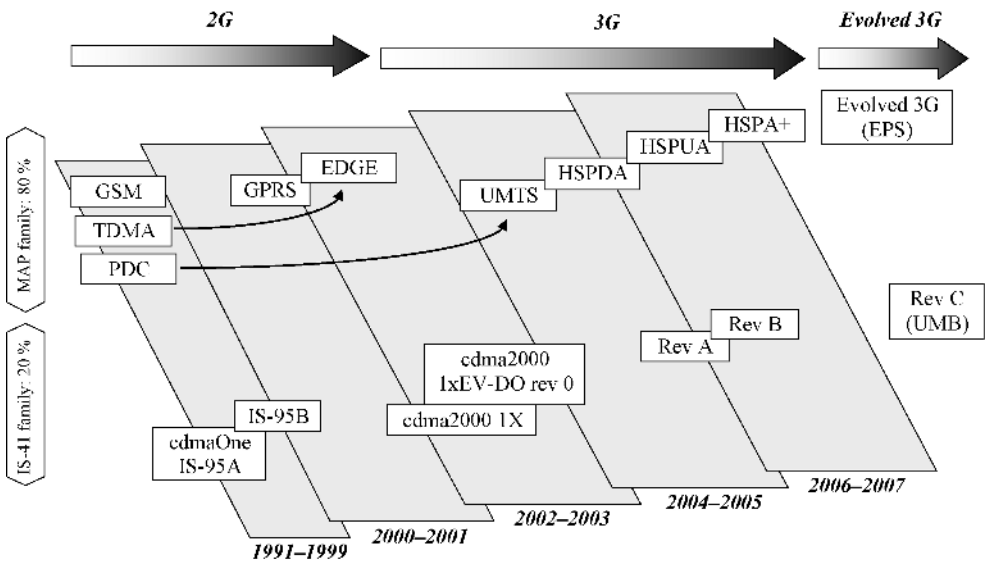 2G
3G
Evolved 3G
Evolved 3G
(EPS)
HSPA+
HSPUA
HSPDA
UMTS
EDGE
GPRS
GSM
TDMA
PDC
MAP family: 80 %
IS-41 family: 20 %
Rev C
(UMB)
Rev B
Rev A
cdma2000
1xEV-DO rev 0
cdma2000 1X
IS-95B
cdmaOne
IS-95A
1991–1999
2000–2001
2002–2003
2004–2005
2006–2007